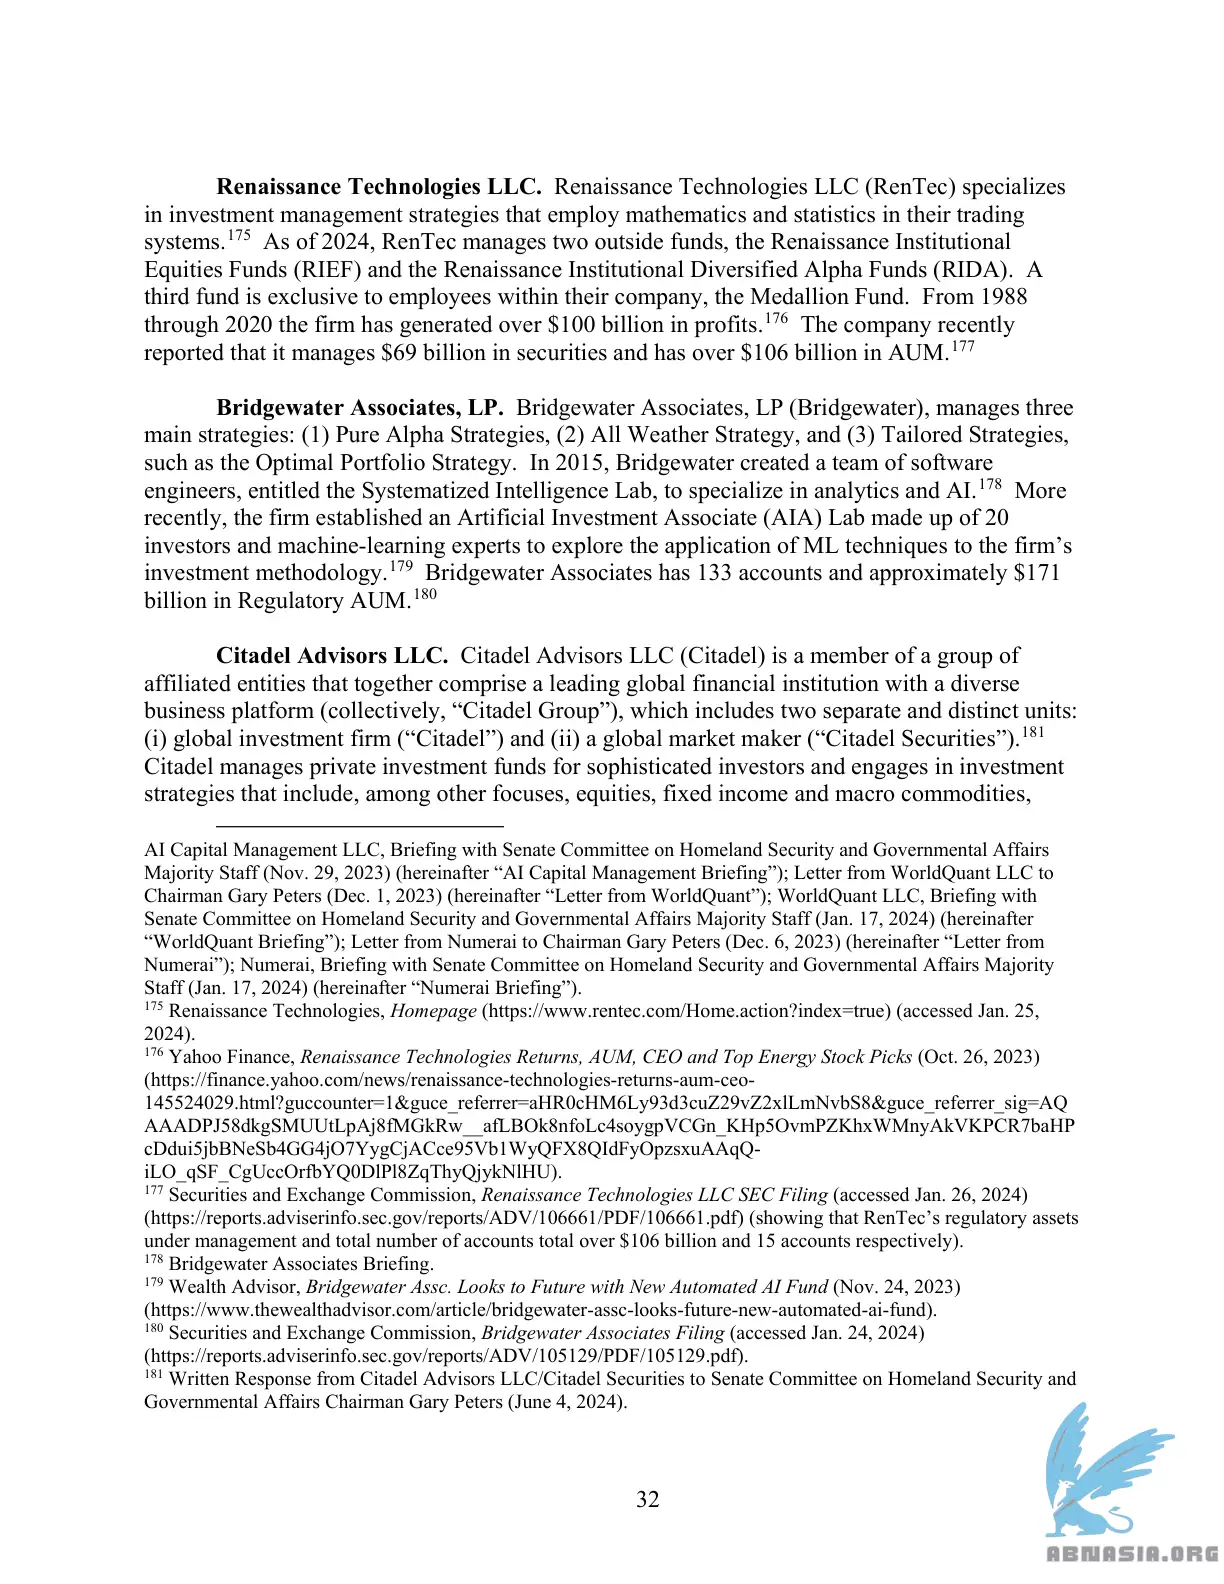 Renaissance Technologies LLC.  Renaissance Technologies LLC (RenTec) specializes
in investment management strategies that employ mathematics and statistics in their trading
systems.175  As of 2024, RenTec manages two outside funds, the Renaissance Institutional
Equities Funds (RIEF) and the Renaissance Institutional Diversified Alpha Funds (RIDA).  A
third fund is exclusive to employees within their company, the Medallion Fund.  From 1988
through 2020 the firm has generated over $100 billion in profits.176  The company recently
reported that it manages $69 billion in securities and has over $106 billion in AUM.177
Bridgewater Associates, LP.  Bridgewater Associates, LP (Bridgewater), manages three
main strategies: (1) Pure Alpha Strategies, (2) All Weather Strategy, and (3) Tailored Strategies,
such as the Optimal Portfolio Strategy.  In 2015, Bridgewater created a team of software
engineers, entitled the Systematized Intelligence Lab, to specialize in analytics and AI.178  More
recently, the firm established an Artificial Investment Associate (AIA) Lab made up of 20
investors and machine-learning experts to explore the application of ML techniques to the firm’s
investment methodology.179  Bridgewater Associates has 133 accounts and approximately $171
billion in Regulatory AUM.180
Citadel Advisors LLC.  Citadel Advisors LLC (Citadel) is a member of a group of
affiliated entities that together comprise a leading global financial institution with a diverse
business platform (collectively, “Citadel Group”), which includes two separate and distinct units:
(i) global investment firm (“Citadel”) and (ii) a global market maker (“Citadel Securities”).181
Citadel manages private investment funds for sophisticated investors and engages in investment
strategies that include, among other focuses, equities, fixed income and macro commodities,
AI Capital Management LLC, Briefing with Senate Committee on Homeland Security and Governmental Affairs
Majority Staff (Nov. 29, 2023) (hereinafter “AI Capital Management Briefing”); Letter from WorldQuant LLC to
Chairman Gary Peters (Dec. 1, 2023) (hereinafter “Letter from WorldQuant”); WorldQuant LLC, Briefing with
Senate Committee on Homeland Security and Governmental Affairs Majority Staff (Jan. 17, 2024) (hereinafter
“WorldQuant Briefing”); Letter from Numerai to Chairman Gary Peters (Dec. 6, 2023) (hereinafter “Letter from
Numerai”); Numerai, Briefing with Senate Committee on Homeland Security and Governmental Affairs Majority
Staff (Jan. 17, 2024) (hereinafter “Numerai Briefing”).
175 Renaissance Technologies, Homepage (https://www.rentec.com/Home.action?index=true) (accessed Jan. 25,
2024).
176 Yahoo Finance, Renaissance Technologies Returns, AUM, CEO and Top Energy Stock Picks (Oct. 26, 2023)
(https://finance.yahoo.com/news/renaissance-technologies-returns-aum-ceo-
145524029.html?guccounter=1&guce_referrer=aHR0cHM6Ly93d3cuZ29vZ2xlLmNvbS8&guce_referrer_sig=AQ
AAADPJ58dkgSMUUtLpAj8fMGkRw__afLBOk8nfoLc4soygpVCGn_KHp5OvmPZKhxWMnyAkVKPCR7baHP
cDdui5jbBNeSb4GG4jO7YygCjACce95Vb1WyQFX8QIdFyOpzsxuAAqQ-
iLO_qSF_CgUccOrfbYQ0DlPl8ZqThyQjykNlHU).
177 Securities and Exchange Commission, Renaissance Technologies LLC SEC Filing (accessed Jan. 26, 2024)
(https://reports.adviserinfo.sec.gov/reports/ADV/106661/PDF/106661.pdf) (showing that RenTec’s regulatory assets
under management and total number of accounts total over $106 billion and 15 accounts respectively).
178 Bridgewater Associates Briefing.
179 Wealth Advisor, Bridgewater Assc. Looks to Future with New Automated AI Fund (Nov. 24, 2023)
(https://www.thewealthadvisor.com/article/bridgewater-assc-looks-future-new-automated-ai-fund).
180 Securities and Exchange Commission, Bridgewater Associates Filing (accessed Jan. 24, 2024)
(https://reports.adviserinfo.sec.gov/reports/ADV/105129/PDF/105129.pdf).
181 Written Response from Citadel Advisors LLC/Citadel Securities to Senate Committee on Homeland Security and
Governmental Affairs Chairman Gary Peters (June 4, 2024).
32
ABNASIA.ORG